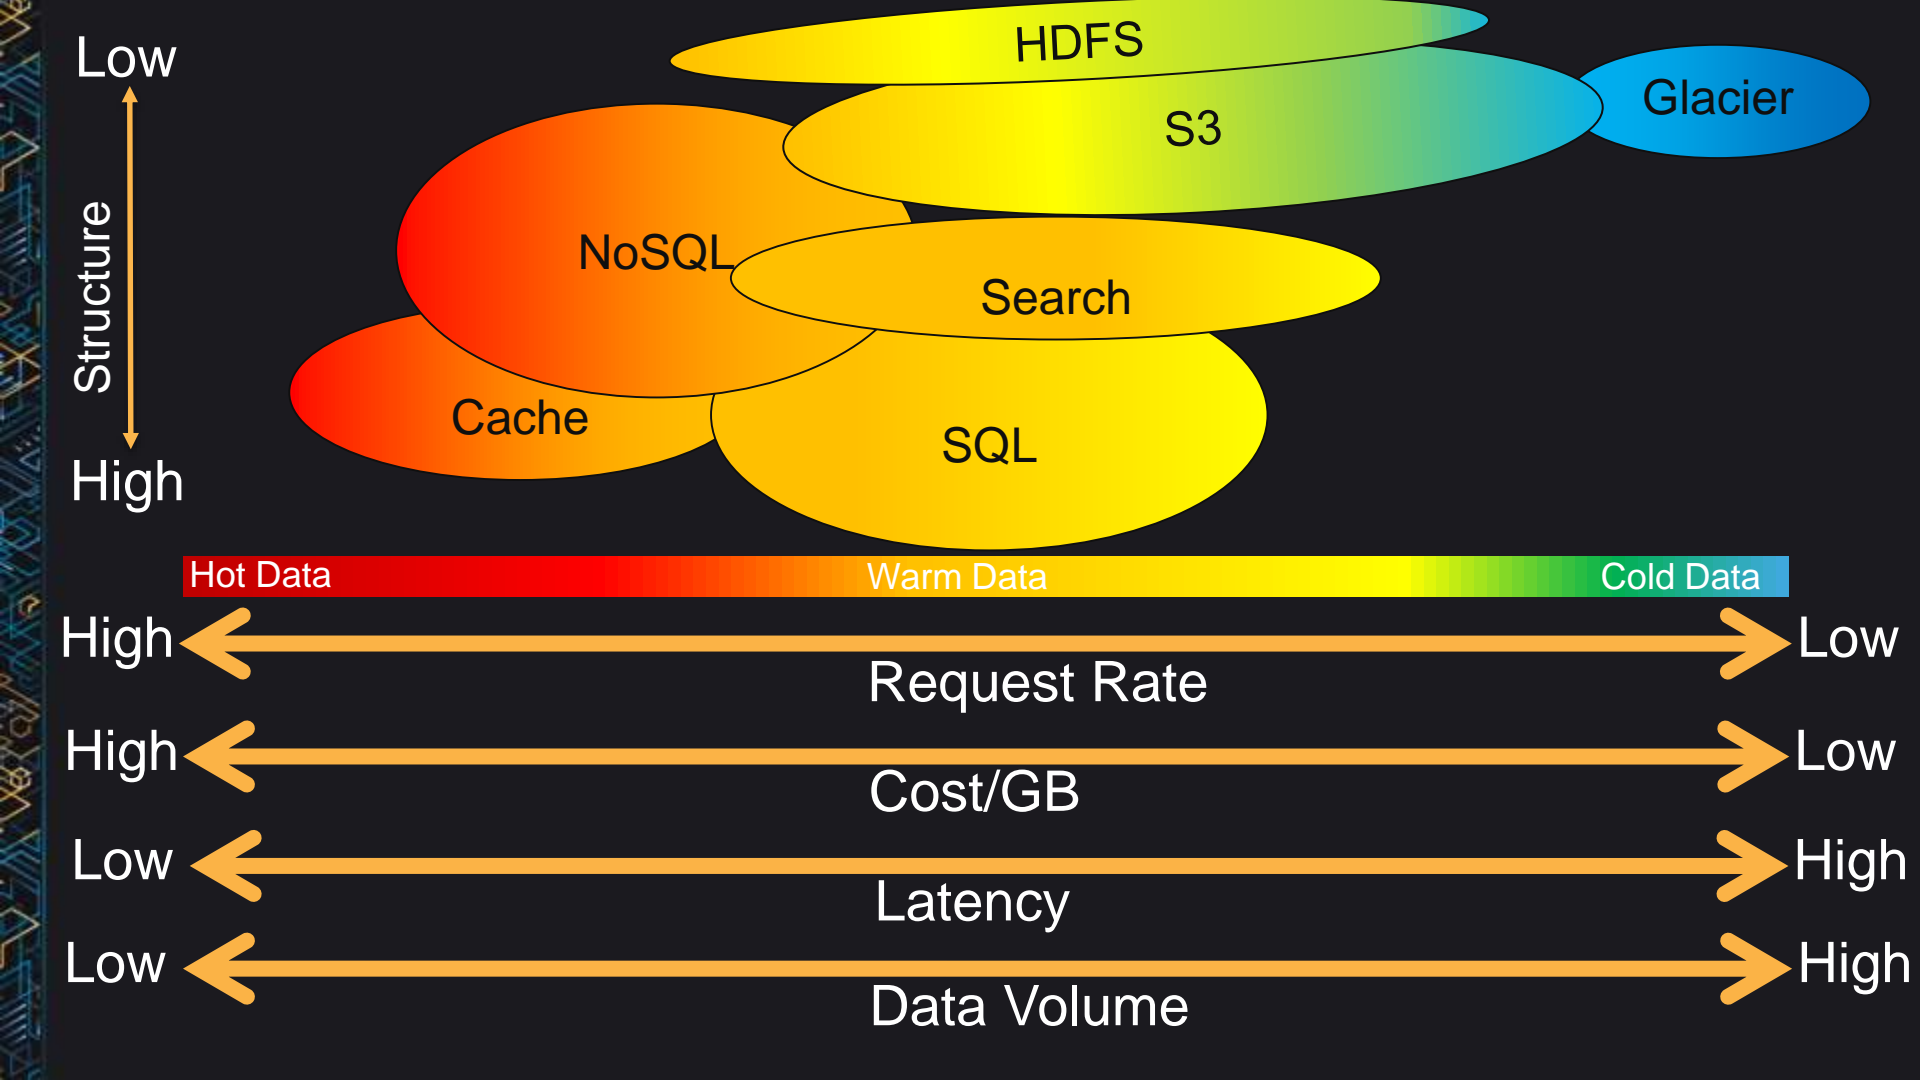 Low
Structure
High
HDFS
S3
Glacier
NoSQL
Search
Cache
SQL
Hot Data
Warm Data
Cold Data
High
Low
Request Rate
High
Low
Cost/GB
Low
High
Latency
Low
High
Data Volume